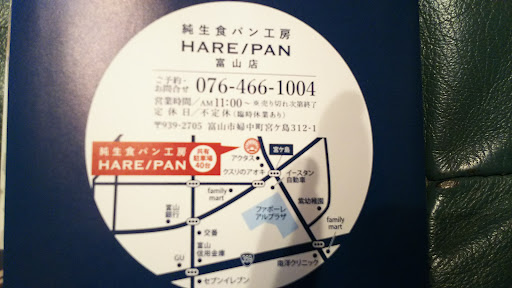 純生食パン工房
HARE/PAN
富山店
ご予約・お問合せ 076-466-1004
営業時間／AM11:00〜 ※売り切れ次第終了
定休日／不定休（臨時休業あり）
〒939-2705 富山市婦中町宮ケ島312-1
純生食パン工房
HARE/PAN
共有駐車場40台
アクタス
宮ケ島
クスリのアオキ
イースタン自動車
family mart
紫幼稚園
富山銀行
ファボーレ
アルプラザ
family mart
交番
GU
富山信用金庫
359
南洋クリニック
セブンイレブン